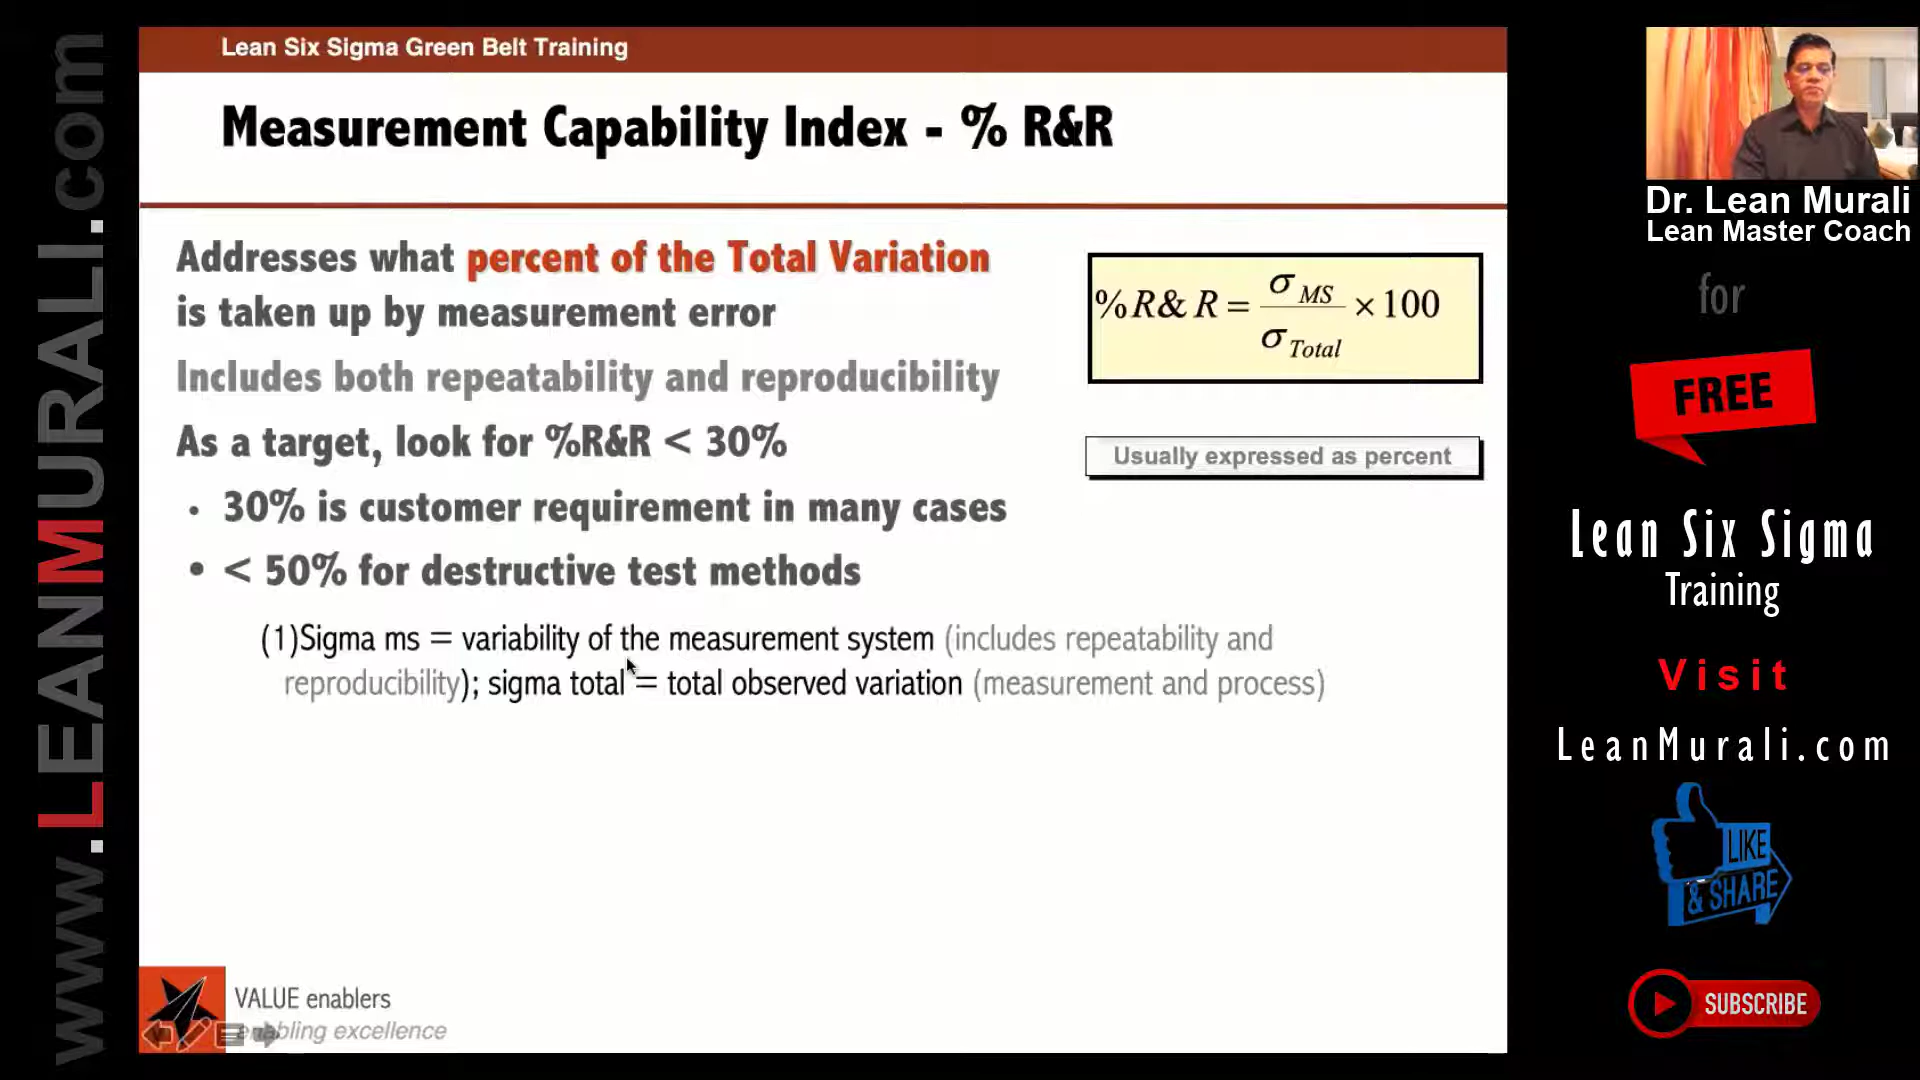 www.LEANMURALI.com
Lean Six Sigma Green Belt Training
Measurement Capability Index - % R&R
Addresses what percent of the Total Variation
is taken up by measurement error
Includes both repeatability and reproducibility
As a target, look for %R&R < 30%
• 30% is customer requirement in many cases
• < 50% for destructive test methods
(1)Sigma ms = variability of the measurement system (includes repeatability and
reproducibility); sigma total = total observed variation (measurement and process)
%R&R = σ MS / σ Total × 100
Usually expressed as percent
VALUE enablers
enabling excellence
Dr. Lean Murali
Lean Master Coach
for
FREE
Lean Six Sigma
Training
Visit
LeanMurali.com
LIKE
& SHARE
SUBSCRIBE